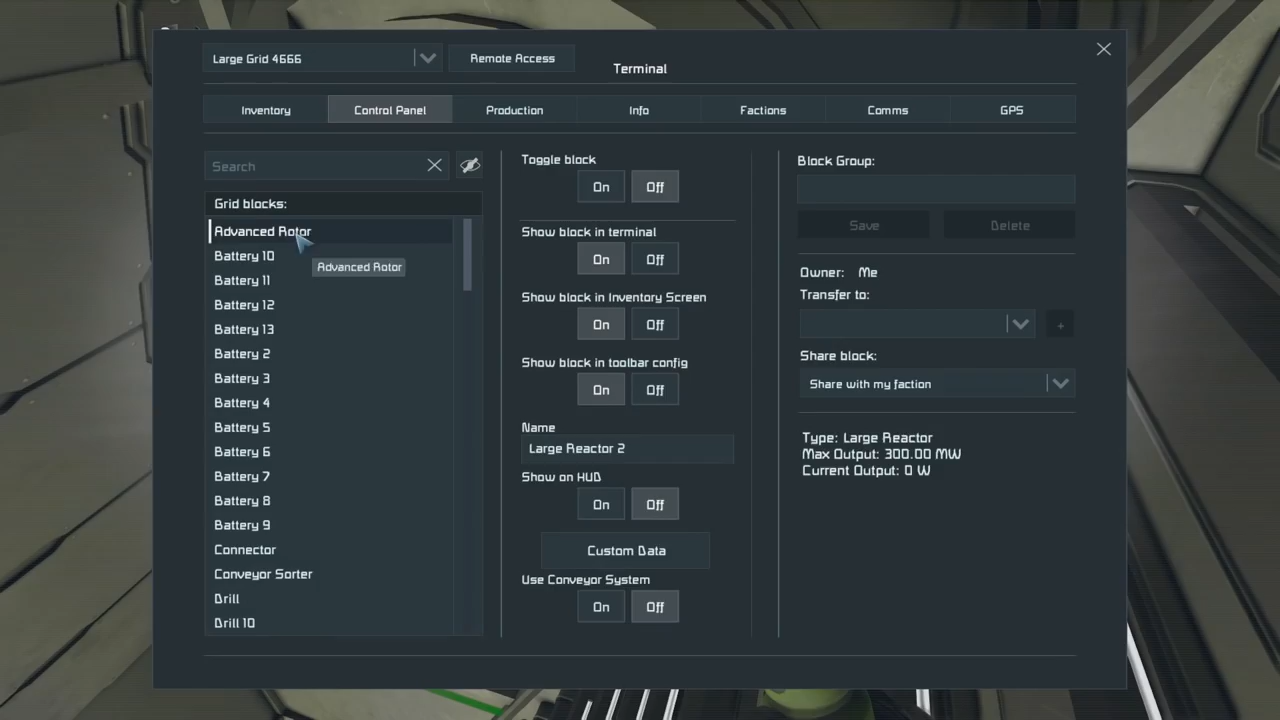 Large Grid 4666
Remote Access
Terminal
Inventory
Control Panel
Production
Info
Factions
Comms
GPS
Search
Grid blocks:
Advanced Rotor
Battery 10
Advanced Rotor
Battery 11
Battery 12
Battery 13
Battery 2
Battery 3
Battery 4
Battery 5
Battery 6
Battery 7
Battery 8
Battery 9
Connector
Conveyor Sorter
Drill
Drill 10
Toggle block
On Off
Show block in terminal
On Off
Show block in Inventory Screen
On Off
Show block in toolbar config
On Off
Name
Large Reactor 2
Show on HUD
On Off
Custom Data
Use Conveyor System
On Off
Block Group:
Save
Delete
Owner: Me
Transfer to:
+
Share block:
Share with my faction
Type: Large Reactor
Max Output: 300.00 MW
Current Output: 0 W